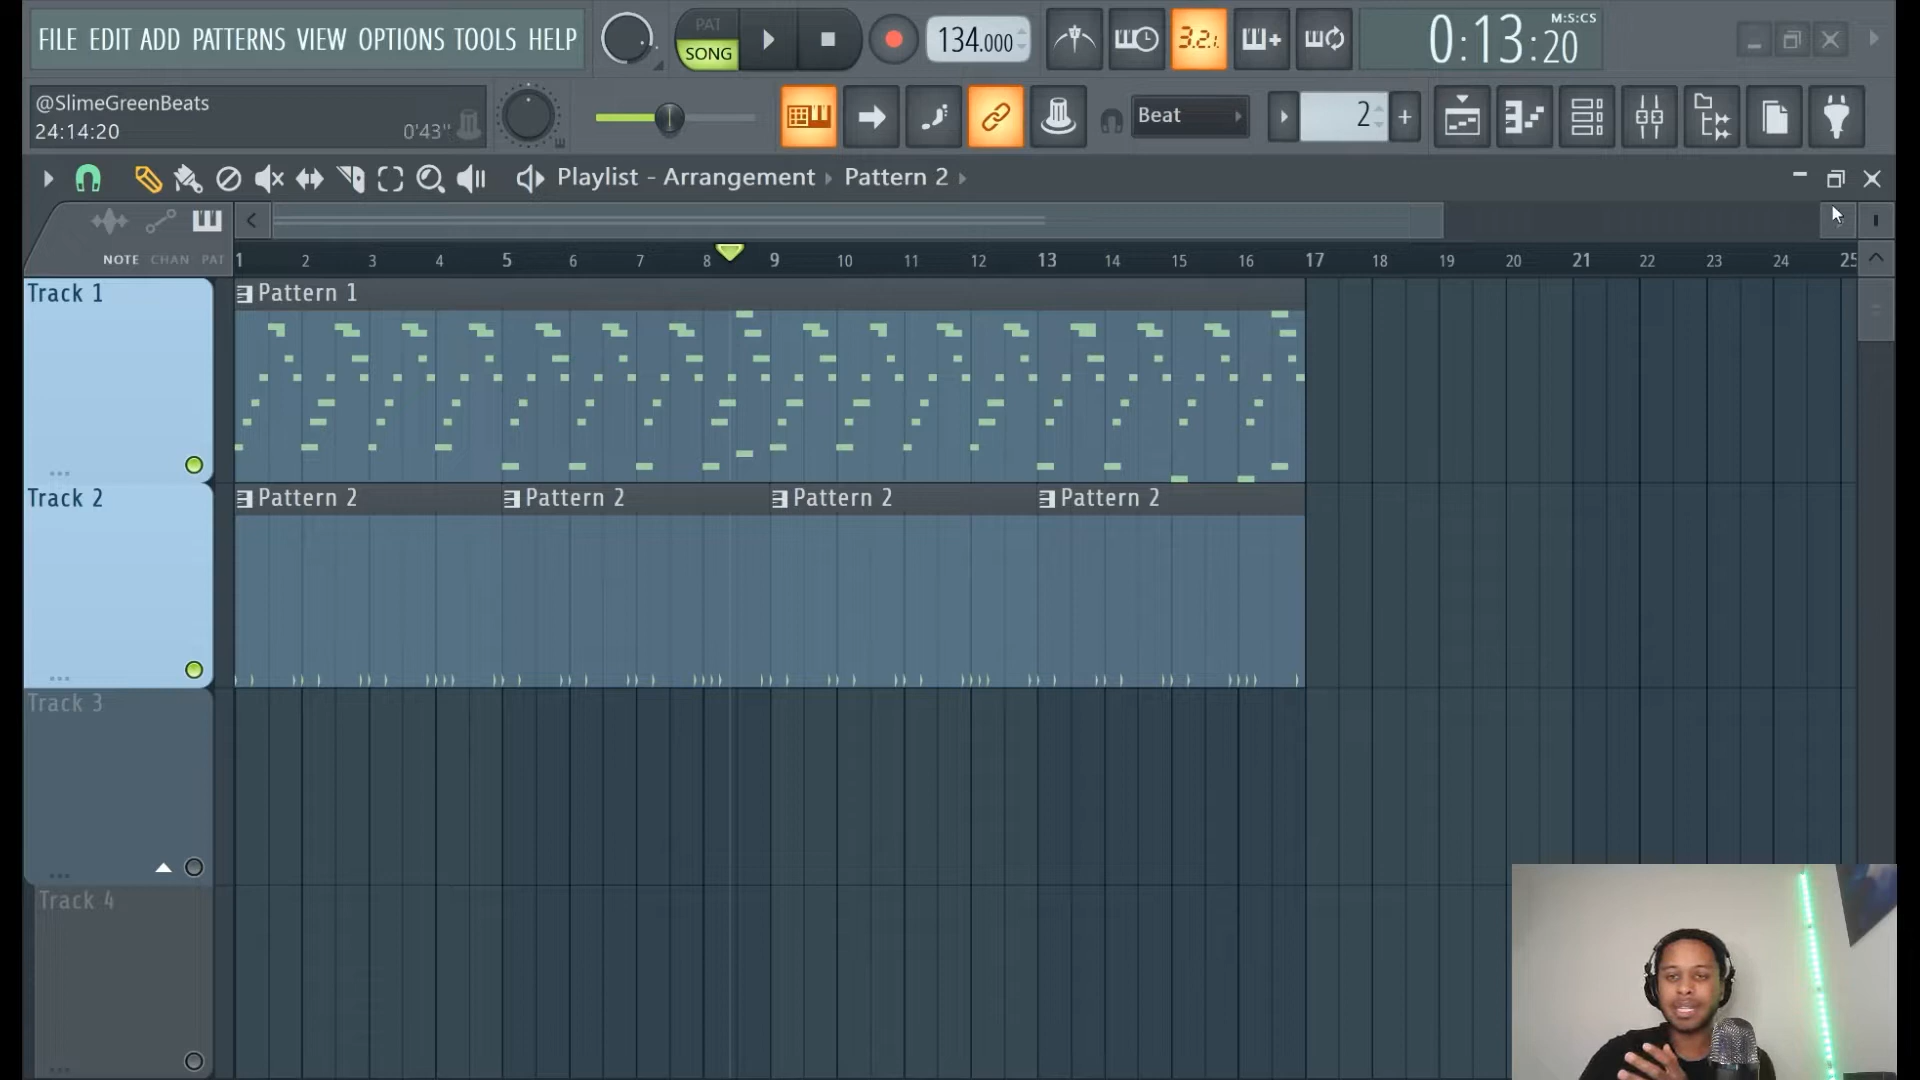 FILE EDIT ADD PATTERNS VIEW OPTIONS TOOLS HELP
PAT
SONG
134.000
3.2.1.
M:S:CS
0:13:20
@SlimeGreenBeats
24:14:20
0'43"
Beat
2
Playlist - Arrangement Pattern 2
NOTE CHAN PAT
1 2 3 4 5 6 7 8 9 10 11 12 13 14 15 16 17 18 19 20 21 22 23 24 25
Track 1
Pattern 1
Track 2
Pattern 2 Pattern 2 Pattern 2 Pattern 2
Track 3
Track 4